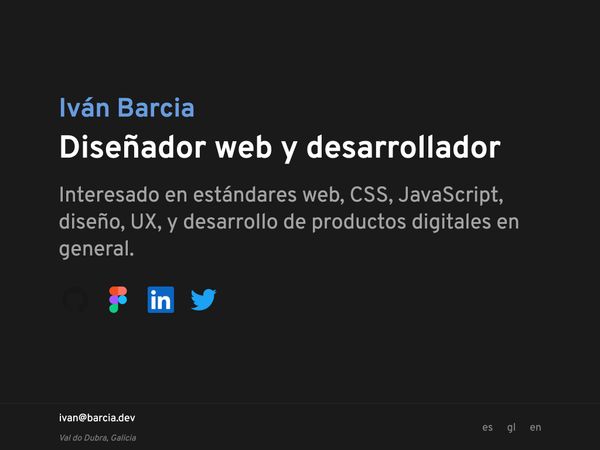 Iván Barcia
Diseñador web y desarrollador
Interesado en estándares web, CSS, JavaScript,
diseño, UX, y desarrollo de productos digitales en
general.
in
ivan@barcia.dev
Val do Dubra, Galicia
es gl en